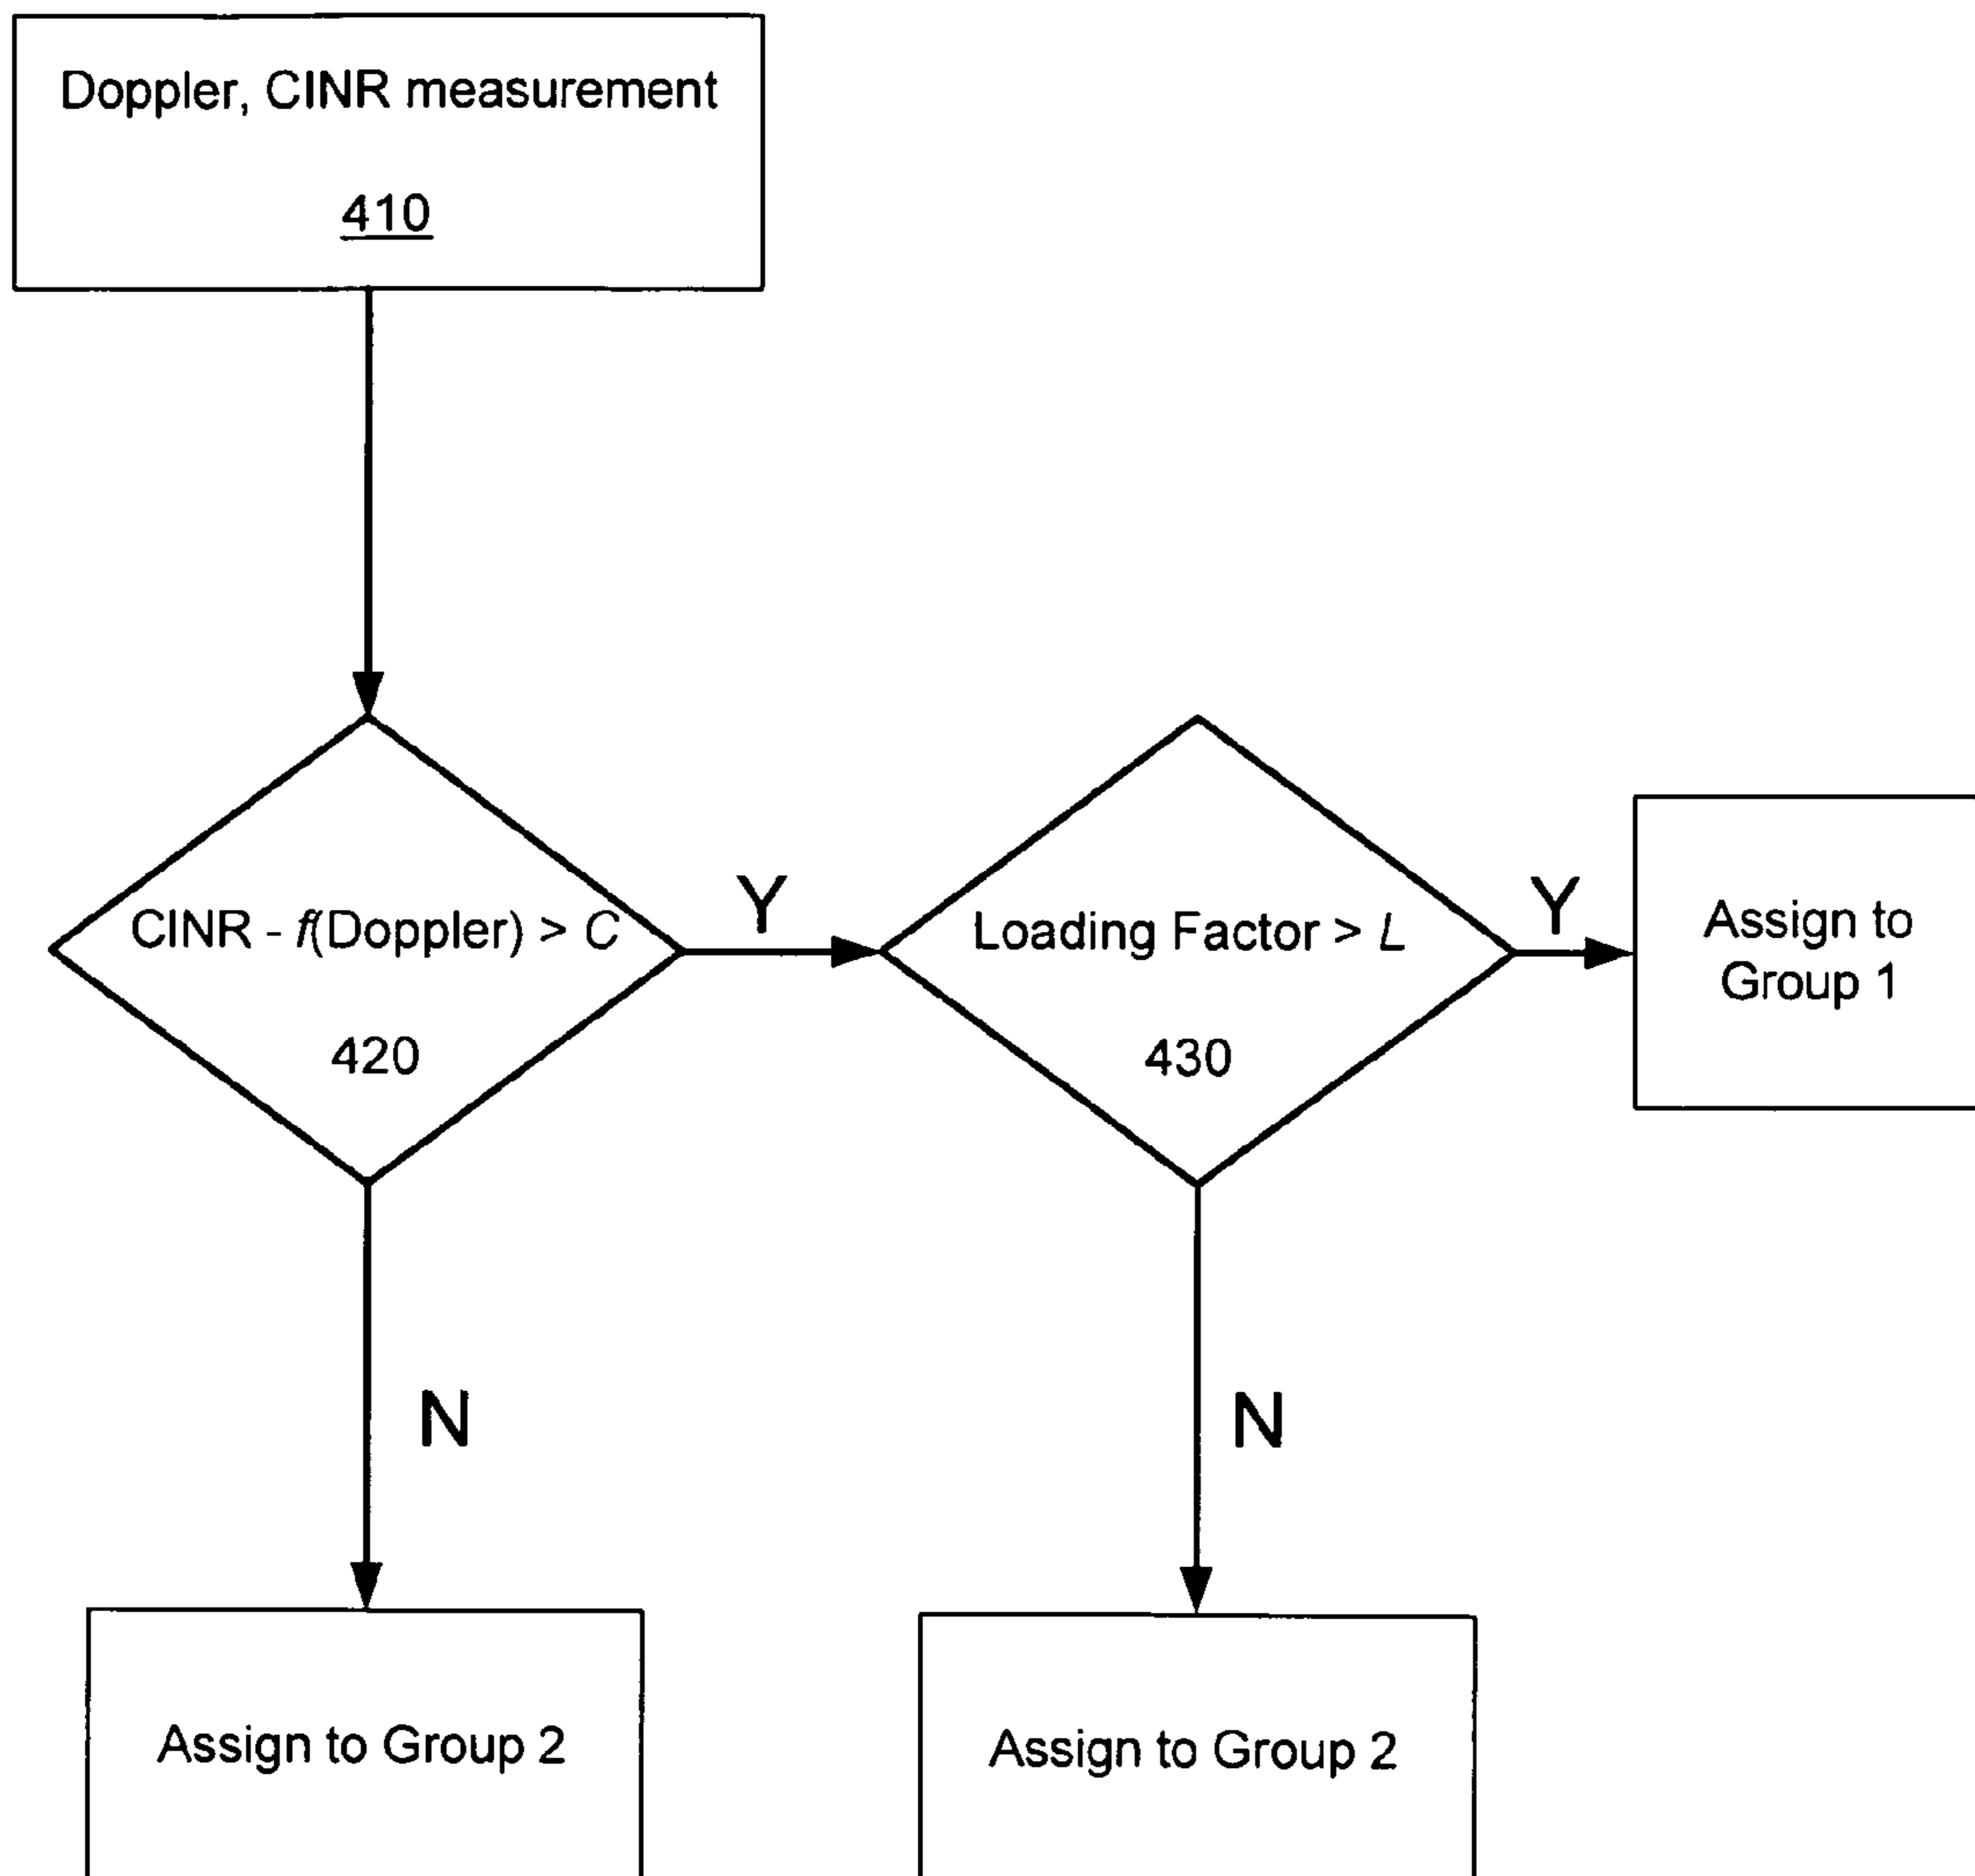 Doppler, CINR measurement
410
CINR - f(Doppler) > C
420
Y
Loading Factor > L
430
Y
Assign to
Group 1
N
N
Assign to Group 2
Assign to Group 2